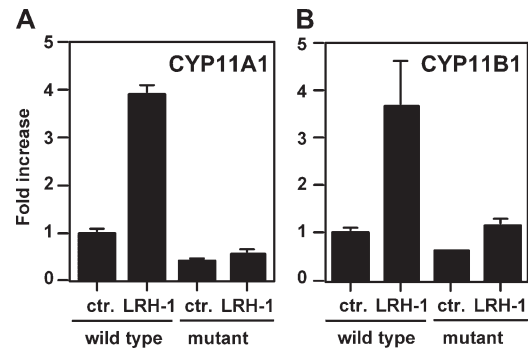 A
CYP11A1
Fold increase
5
4
3
2
1
0
ctr. LRH-1 ctr. LRH-1
wild type mutant
B
CYP11B1
5
4
3
2
1
0
ctr. LRH-1 ctr. LRH-1
wild type mutant